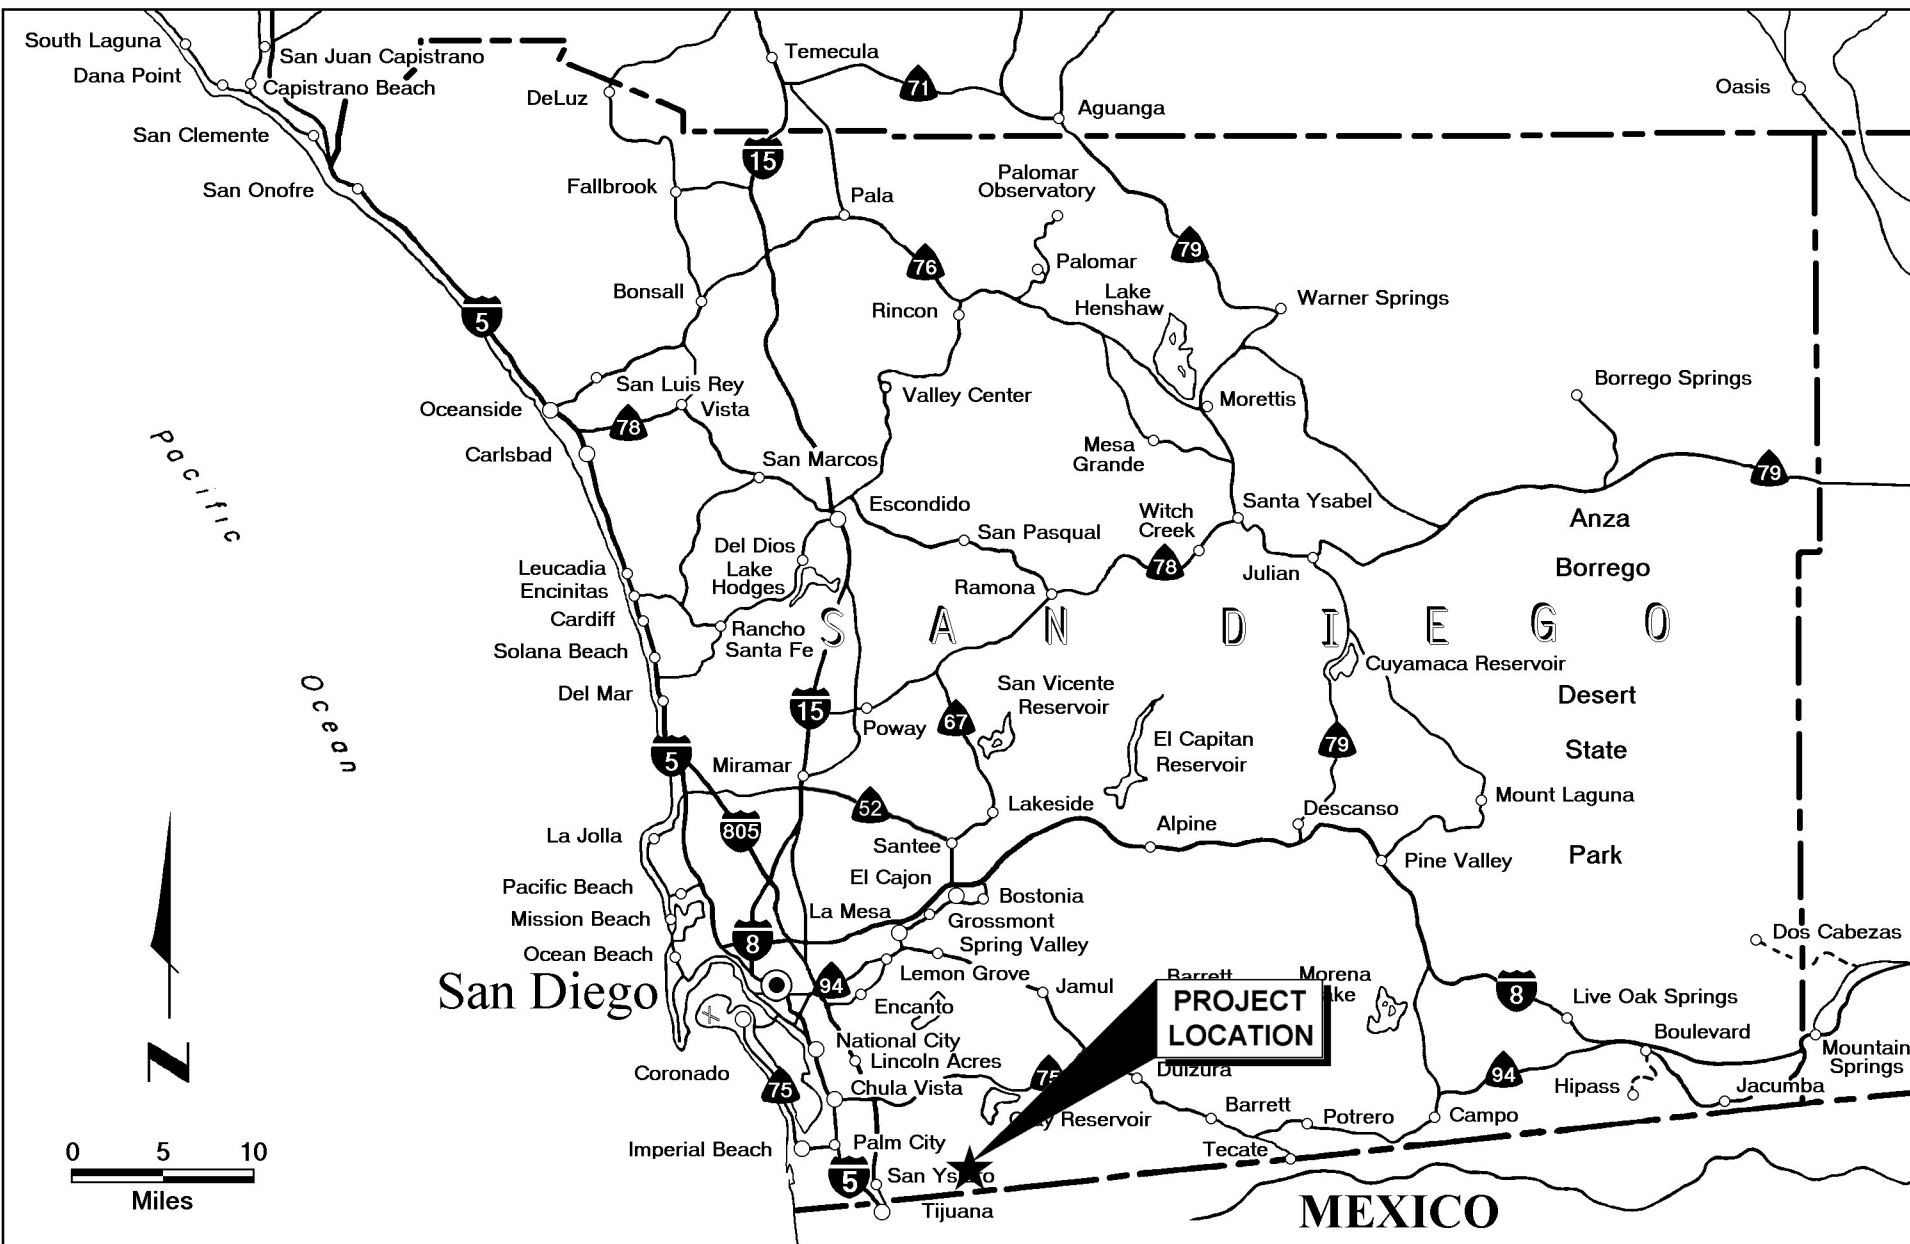 South Laguna
San Juan Capistrano
Dana Point
Capistrano Beach
San Clemente
San Onofre
DeLuz
Temecula
71
Aguanga
Oasis
15
Fallbrook
Pala
Palomar
Observatory
79
76
Palomar
Bonsall
Rincon
Lake
Henshaw
Warner Springs
5
San Luis Rey
Oceanside
Vista
78
Valley Center
Morettis
Borrego Springs
Carlsbad
San Marcos
Mesa
Grande
79
Pacific
Ocean
Escondido
Witch
Creek
Santa Ysabel
San Pasqual
Anza
Borrego
Desert
State
Park
Del Dios
Lake
Hodges
Leucadia
Encinitas
Cardiff
Ramona
78
Julian
SAN DIEGO
Rancho
Santa Fe
Solana Beach
Del Mar
Cuyamaca Reservoir
San Vicente
Reservoir
15
Poway
67
El Capitan
Reservoir
79
5
Miramar
Mount Laguna
52
Lakeside
Descanso
805
La Jolla
Santee
Alpine
Pine Valley
El Cajon
Pacific Beach
Bostonia
La Mesa
Mission Beach
Grossmont
8
Spring Valley
Ocean Beach
Dos Cabezas
San Diego
94
Lemon Grove
Jamul
Barrett
Morena
PROJECT
LOCATION
8
Live Oak Springs
Encanto
Boulevard
National City
Lincoln Acres
Mountain
Springs
Coronado
75
Chula Vista
75
Dulzura
94
Hipass
Jacumba
Reservoir
Barrett
Potrero
Campo
Imperial Beach
Palm City
Tecate
5
San
Tijuana
MEXICO
N
0 5 10
Miles